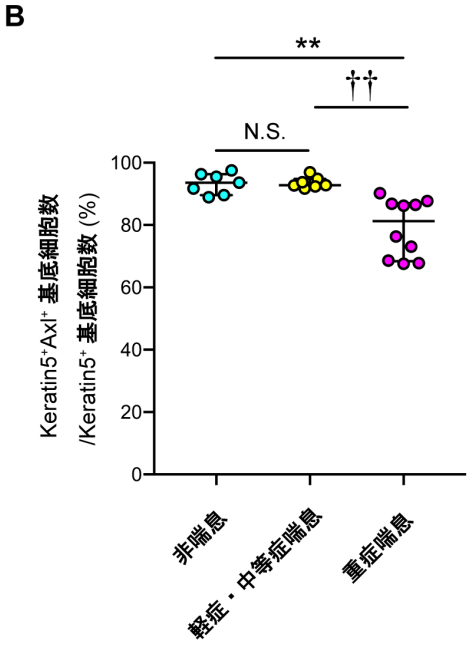 B
**
††
N.S.
100
80
60
40
20
0
Keratin5⁺Axl⁺ 基底細胞数
/Keratin5⁺ 基底細胞数 (%)
非喘息
軽症・中等症喘息
重症喘息